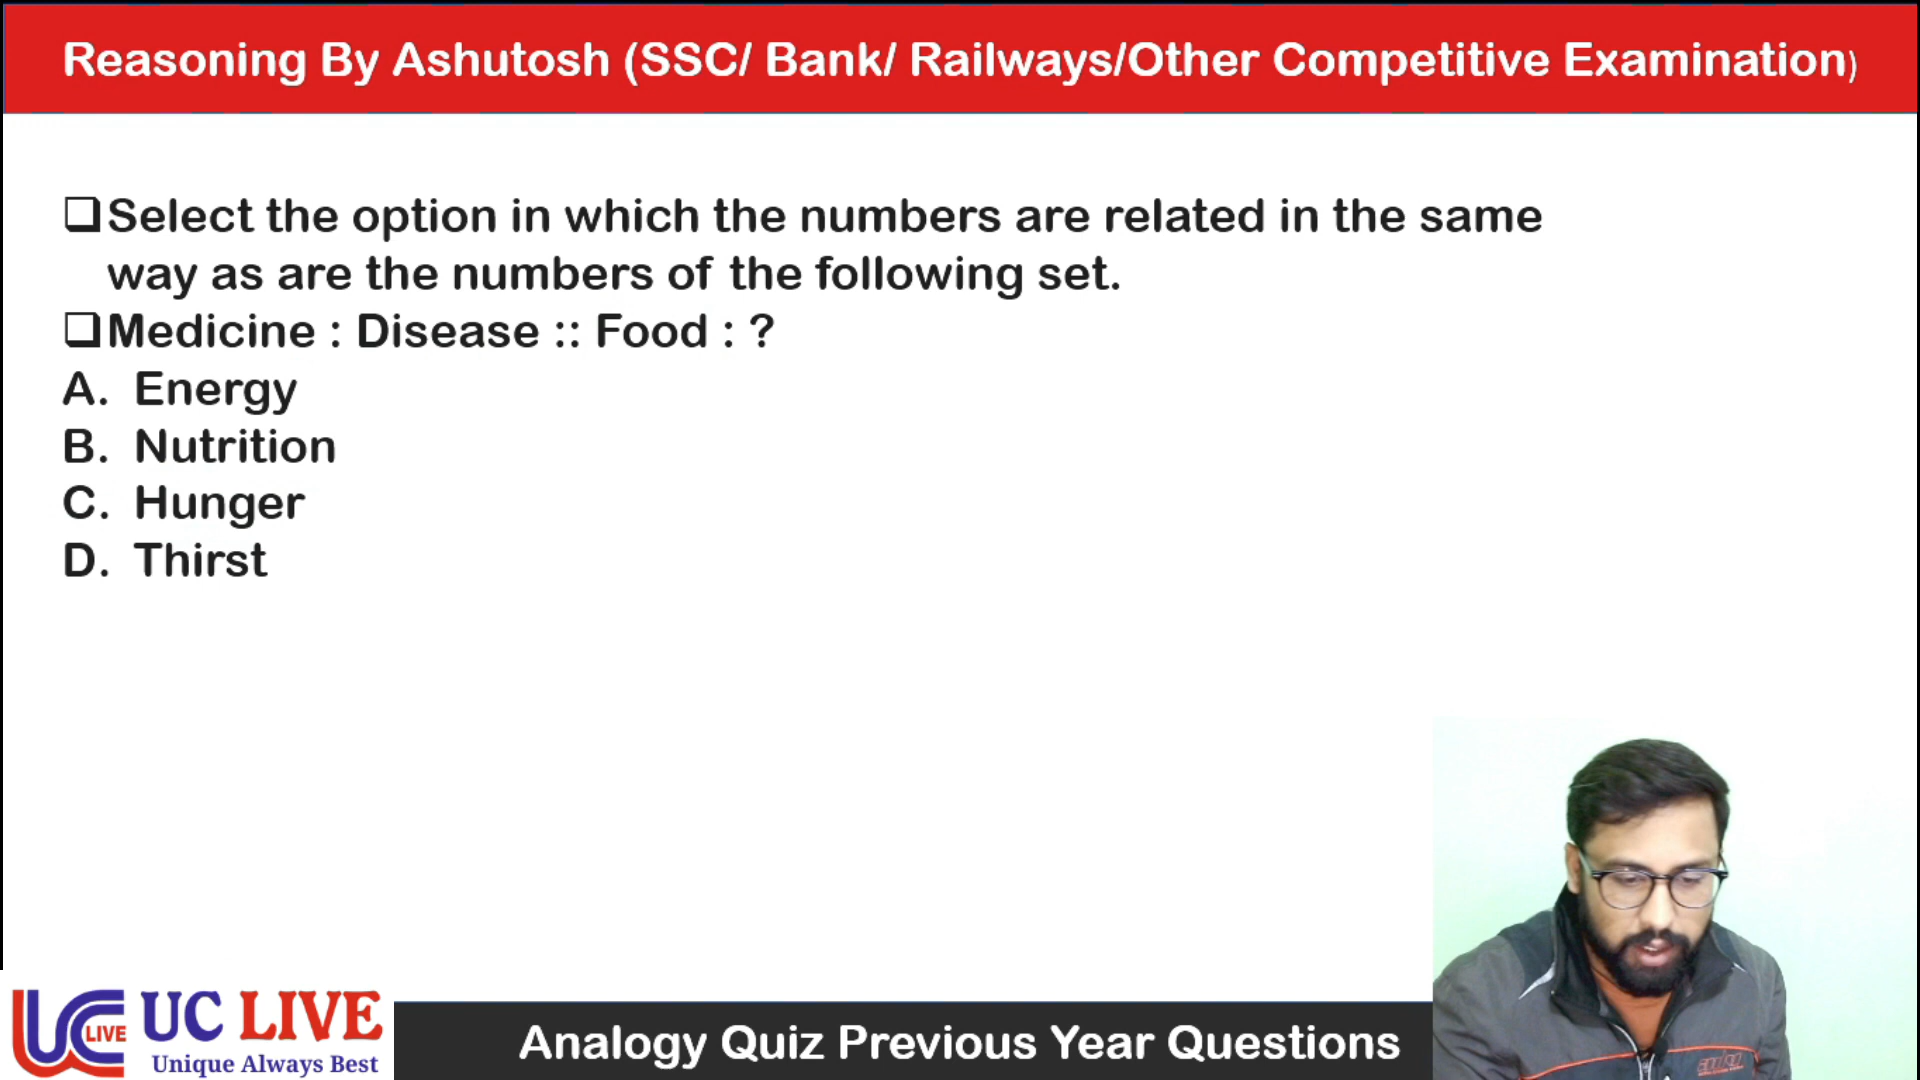 Reasoning By Ashutosh (SSC/ Bank/ Railways/Other Competitive Examination)
❑Select the option in which the numbers are related in the same
way as are the numbers of the following set.
❑Medicine : Disease :: Food : ?
A. Energy
B. Nutrition
C. Hunger
D. Thirst
LIVE
UC LIVE
Unique Always Best
Analogy Quiz Previous Year Questions